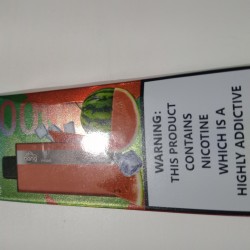 WARNING:
THIS PRODUCT
CONTAINS
NICOTINE
WHICH IS A
HIGHLY ADDICTIVE